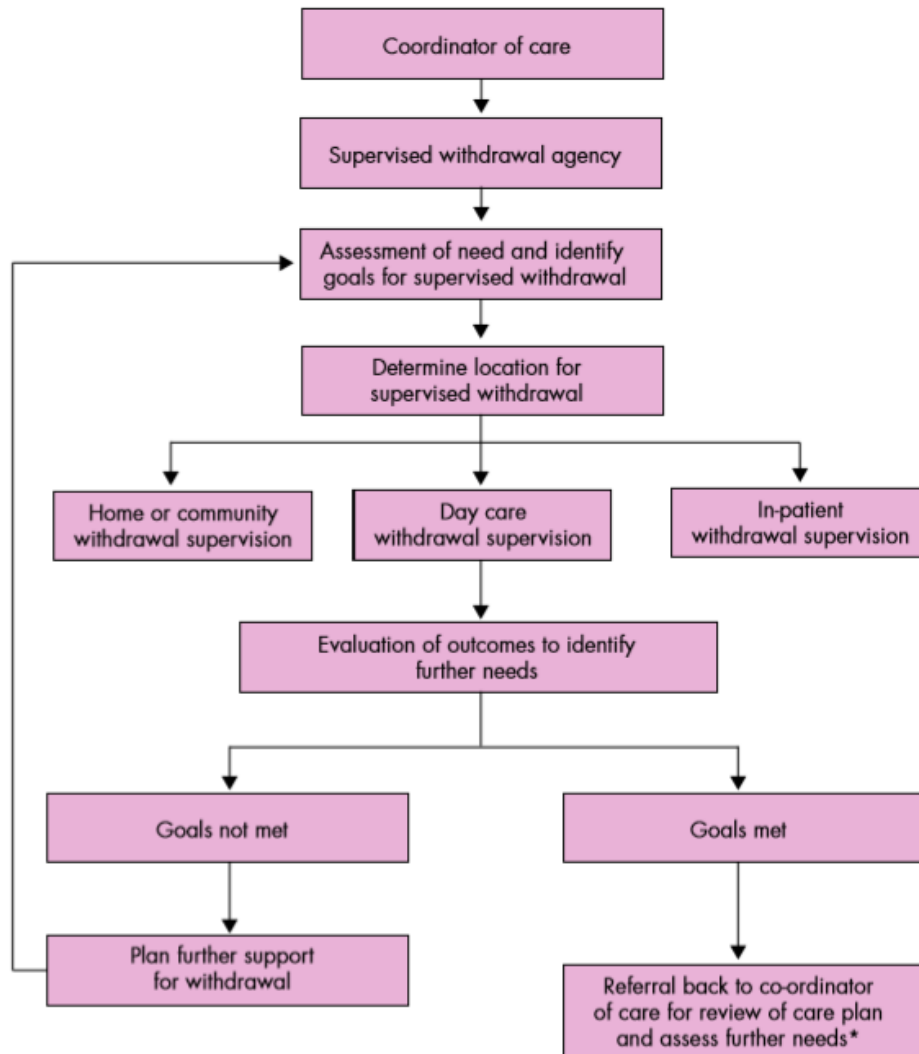 Coordinator of care
Supervised withdrawal agency
Assessment of need and identify
goals for supervised withdrawal
Determine location for
supervised withdrawal
Home or community
withdrawal supervision
Day care
withdrawal supervision
In-patient
withdrawal supervision
Evaluation of outcomes to identify
further needs
Goals not met
Goals met
Plan further support
for withdrawal
Referral back to co-ordinator
of care for review of care plan
and assess further needs*